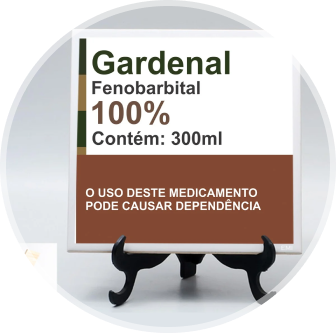 Gardenal
Fenobarbital
100%
Contém: 300ml
O USO DESTE MEDICAMENTO
PODE CAUSAR DEPENDÊNCIA